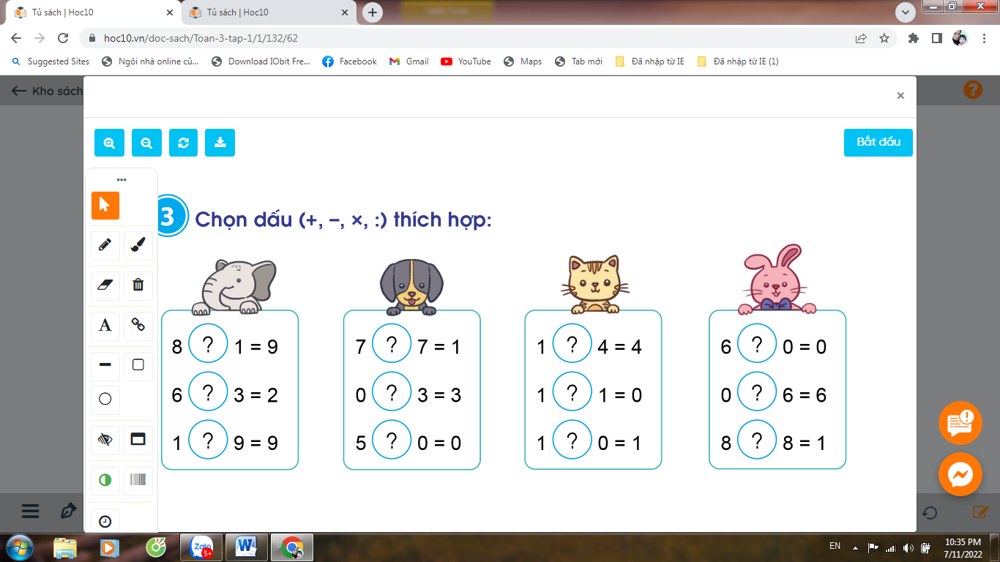 Tủ sách | Hoc10
Tủ sách | Hoc10
hoc10.vn/doc-sach/Toan-3-tap-1/1/132/62
Suggested Sites
Ngôi nhà online củ...
Download IObit Fre...
Facebook
Gmail
YouTube
Maps
Tab mới
Đã nhập từ IE
Đã nhập từ IE (1)
Kho sách
Bắt đầu
3 Chọn dấu (+, –, ×, :) thích hợp:
8 ? 1 = 9
6 ? 3 = 2
1 ? 9 = 9
7 ? 7 = 1
0 ? 3 = 3
5 ? 0 = 0
1 ? 4 = 4
1 ? 1 = 0
1 ? 0 = 1
6 ? 0 = 0
0 ? 6 = 6
8 ? 8 = 1
A
Zalo
5+
W
EN
10:35 PM
7/11/2022